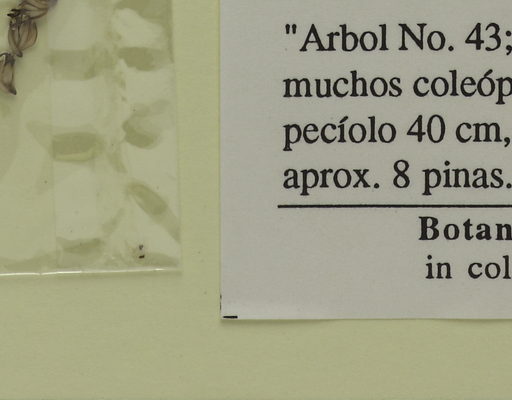 "Arbol No. 43;
muchos coleóp
pecíolo 40 cm,
aprox. 8 pinas.
Botan
in col